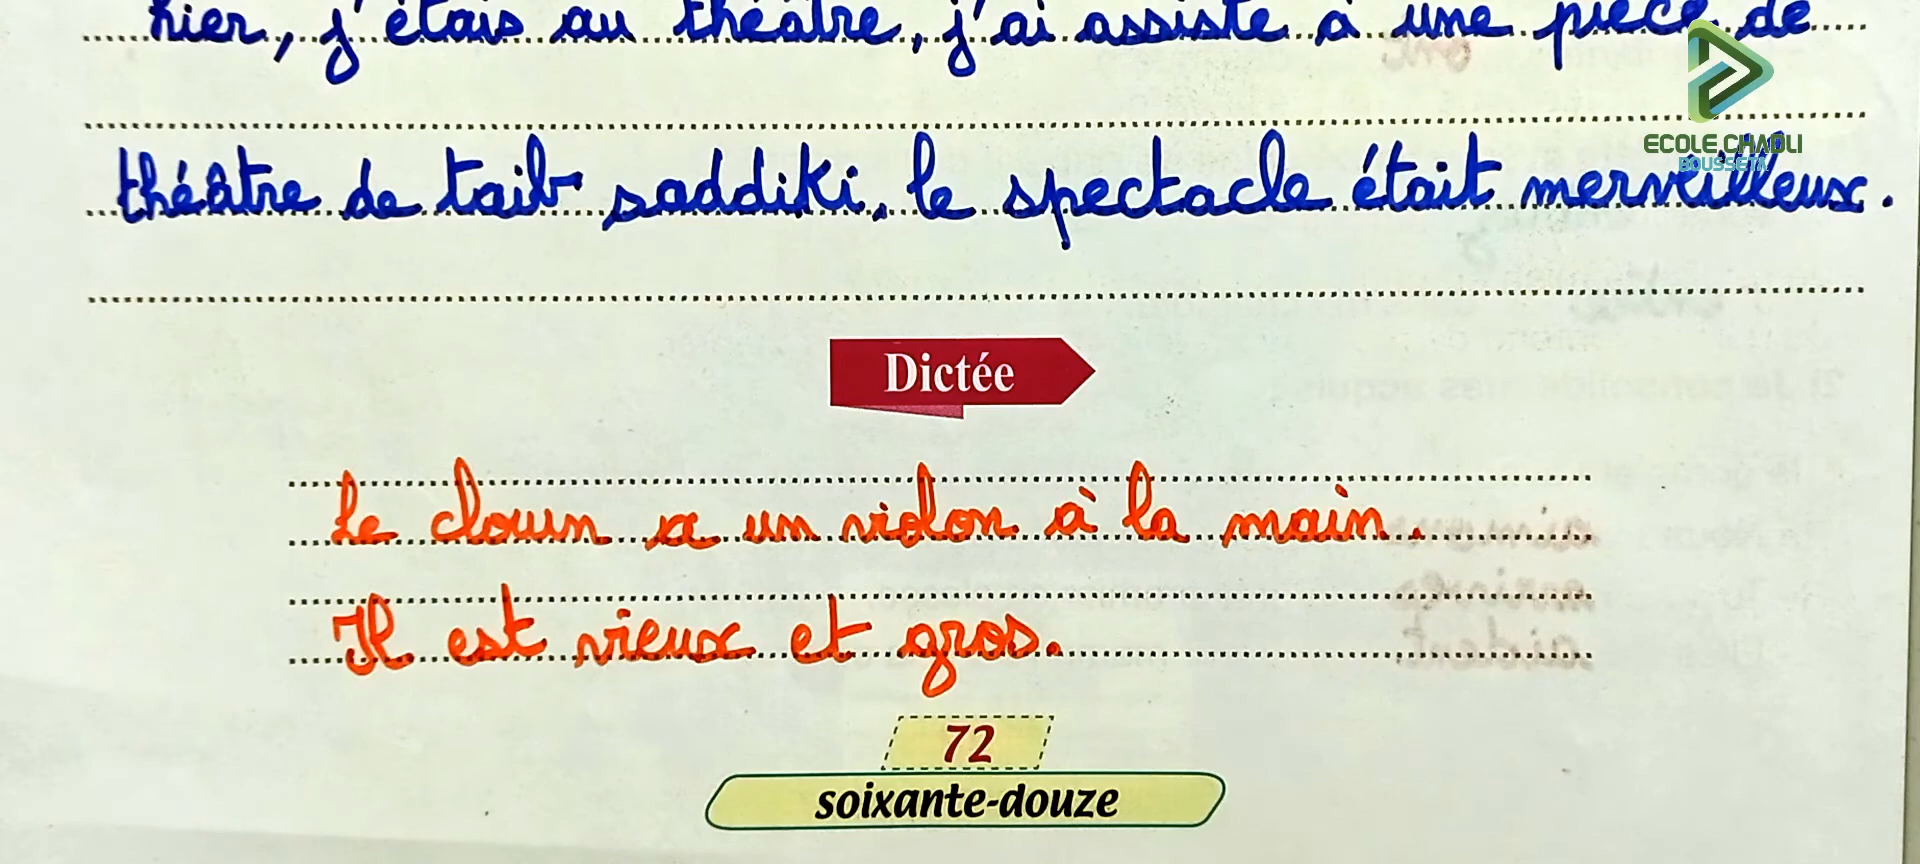 hier, j'étais au théâtre, j'ai assisté à une pièce de
théâtre de taib saddiki, le spectacle était merveilleux.
ECOLE CHADLI
BOUSSETA
Dictée
Le clown a un violon à la main.
Il est vieux et gros.
72
soixante-douze